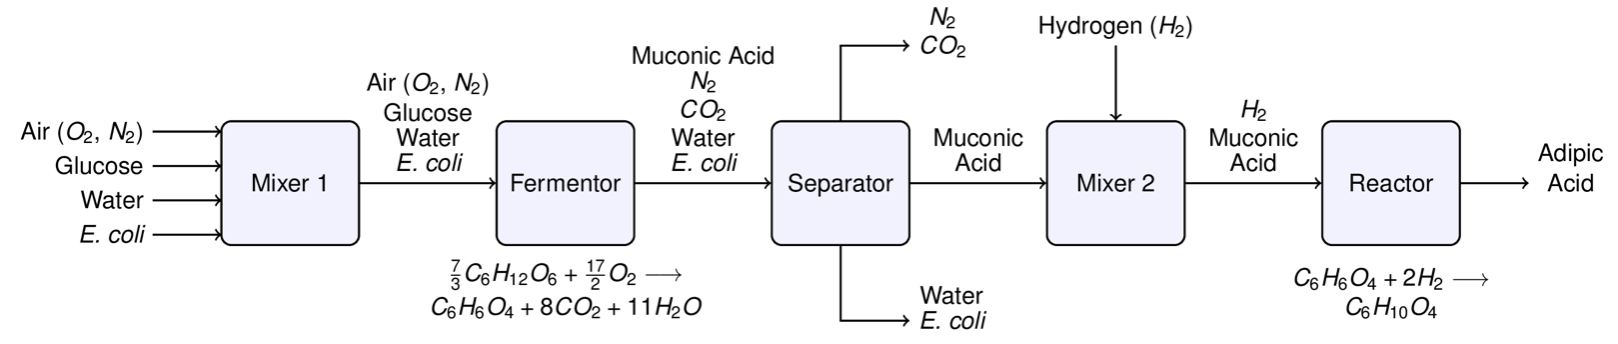 Air (O₂, N₂)
Glucose
Water
E. coli
Mixer 1
Air (O₂, N₂)
Glucose
Water
E. coli
Fermentor
7/3 C₆H₁₂O₆ + 17/2 O₂ ⟶
C₆H₆O₄ + 8CO₂ + 11H₂O
Muconic Acid
N₂
CO₂
Water
E. coli
Separator
N₂
CO₂
Water
E. coli
Muconic
Acid
Hydrogen (H₂)
Mixer 2
H₂
Muconic
Acid
Reactor
C₆H₆O₄ + 2H₂ ⟶
C₆H₁₀O₄
Adipic
Acid